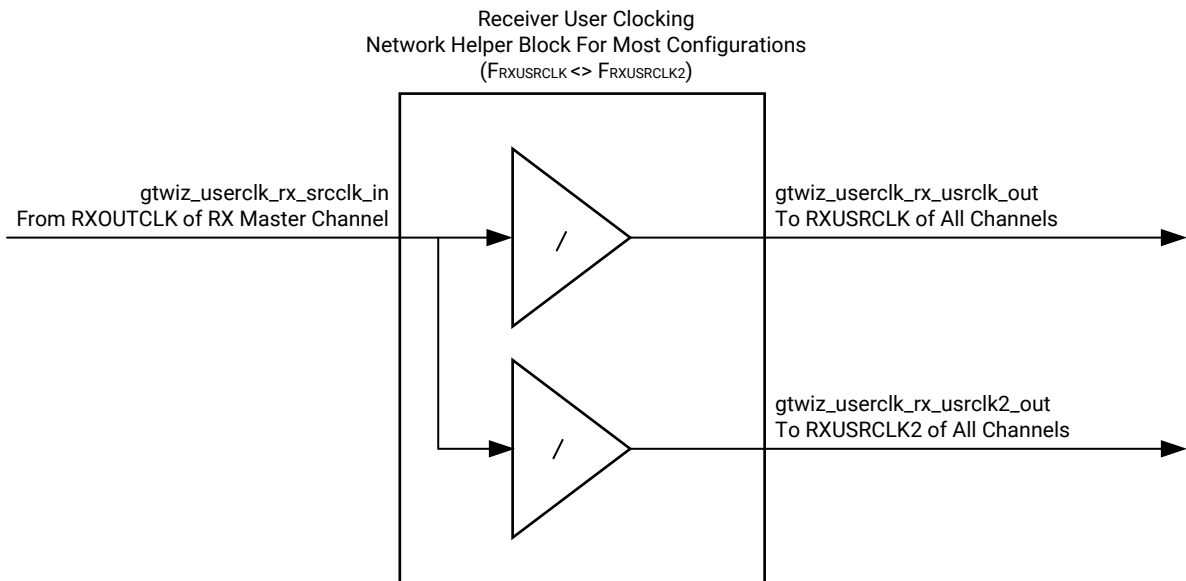 Receiver User Clocking
Network Helper Block For Most Configurations
(FRXUSRCLK <> FRXUSRCLK2)
gtwiz_userclk_rx_srcclk_in
From RXOUTCLK of RX Master Channel
gtwiz_userclk_rx_usrclk_out
To RXUSRCLK of All Channels
/
gtwiz_userclk_rx_usrclk2_out
To RXUSRCLK2 of All Channels
/